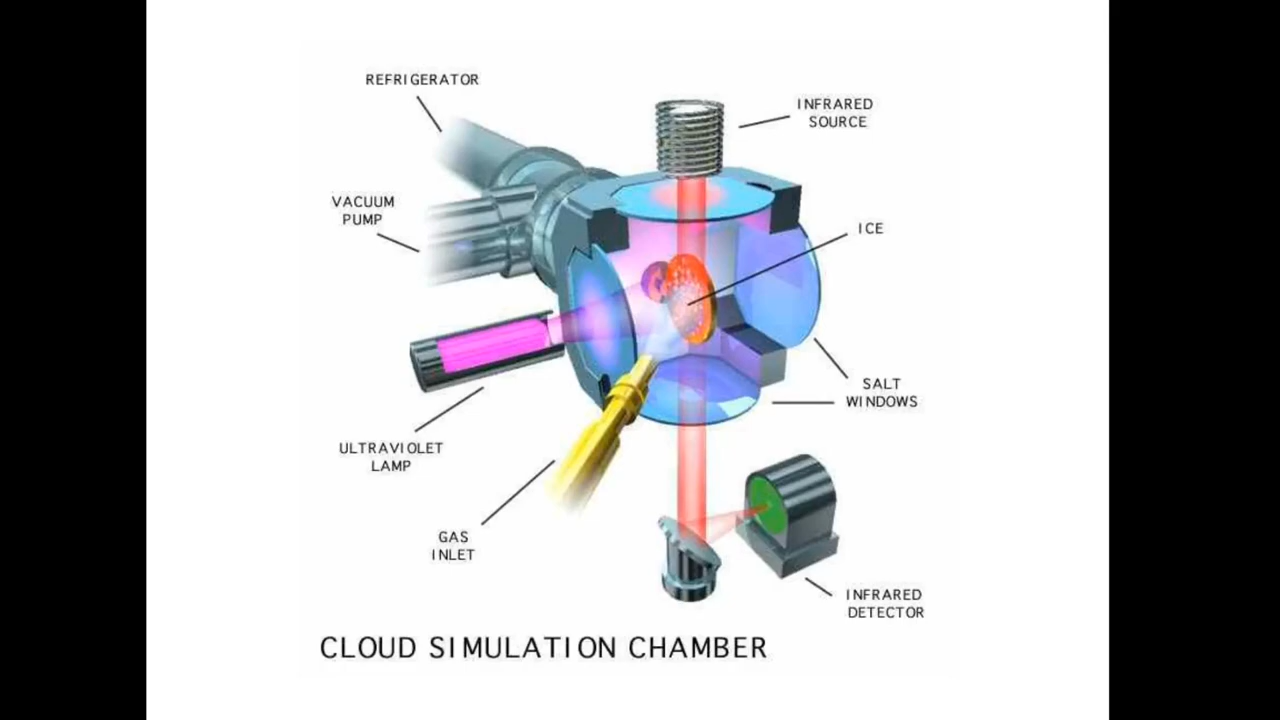 REFRIGERATOR
INFRARED
SOURCE
VACUUM
PUMP
ICE
SALT
WINDOWS
ULTRAVIOLET
LAMP
GAS
INLET
INFRARED
DETECTOR
CLOUD SIMULATION CHAMBER